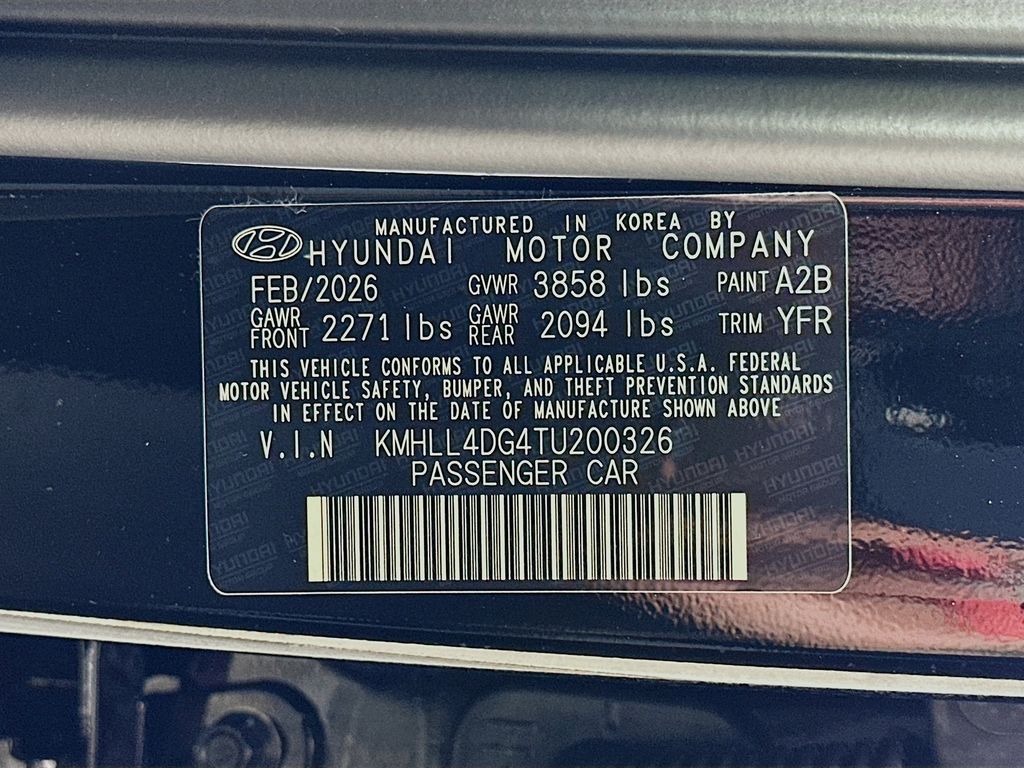 MANUFACTURED IN KOREA BY
HYUNDAI MOTOR COMPANY
FEB/2026 GVWR 3858 lbs PAINT A2B
GAWR FRONT 2271 lbs GAWR REAR 2094 lbs TRIM YFR
THIS VEHICLE CONFORMS TO ALL APPLICABLE U.S.A. FEDERAL
MOTOR VEHICLE SAFETY, BUMPER, AND THEFT PREVENTION STANDARDS
IN EFFECT ON THE DATE OF MANUFACTURE SHOWN ABOVE
V.I.N KMHLL4DG4TU200326
PASSENGER CAR